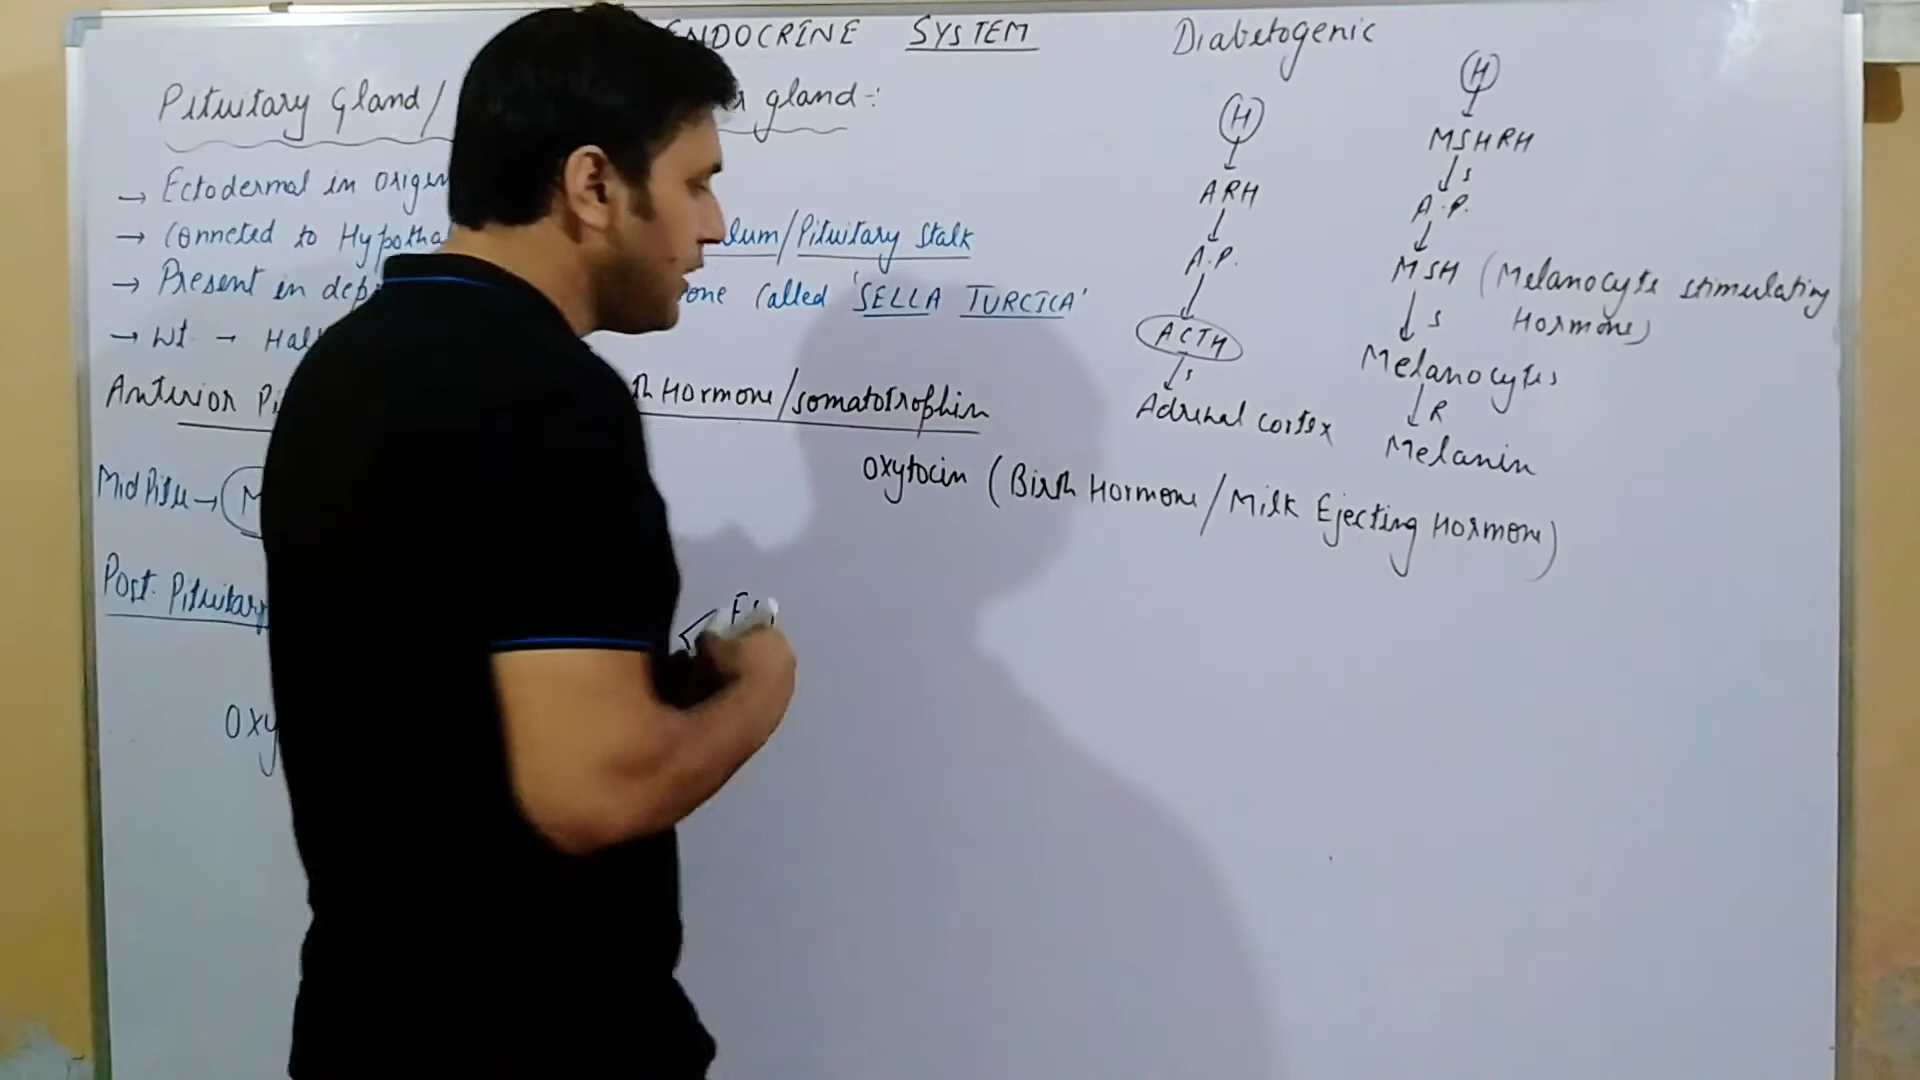 ENDOCRINE SYSTEM
Pituitary Gland/ gland :-
→ Ectodermal in origin
→ Conncted to Hypotha lum/Pituitary Stalk
→ Present in dep one called 'SELLA TURCICA'
→ Wt → Hal
Anterior Pi th Hormone/somatotrophin
Mid Pitu → M
Post. Pituitary
Oxy
Oxytocin (Birth Hormone/Milk Ejecting Hormone)
Diabetogenic
H
ARH
A.P.
ACTH
S
Adrenal cortex
H
MSHRH
S
A.P.
MSH (Melanocyte stimulating
Hormone)
S
Melanocytes
R
Melanin